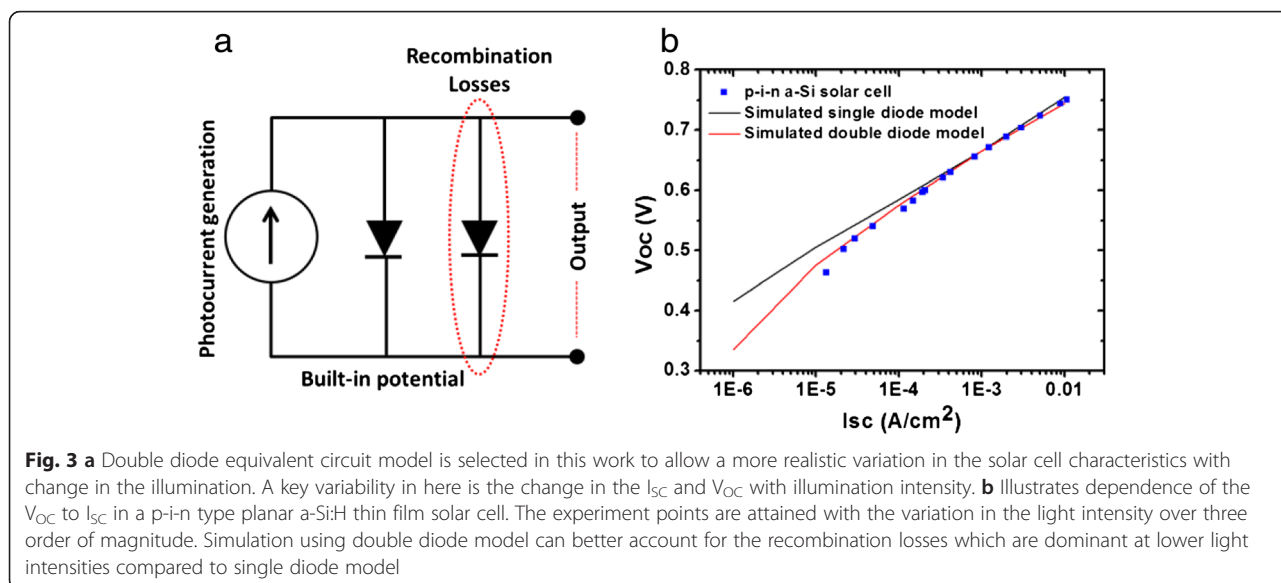 a
Recombination
Losses
Photocurrent generation
Output
Built-in potential
b
p-i-n a-Si solar cell
Simulated single diode model
Simulated double diode model
0.8
0.7
0.6
0.5
0.4
0.3
Voc (V)
1E-6 1E-5 1E-4 1E-3 0.01
Isc (A/cm²)
Fig. 3 a Double diode equivalent circuit model is selected in this work to allow a more realistic variation in the solar cell characteristics with
change in the illumination. A key variability in here is the change in the I_SC and V_OC with illumination intensity. b Illustrates dependence of the
V_OC to I_SC in a p-i-n type planar a-Si:H thin film solar cell. The experiment points are attained with the variation in the light intensity over three
order of magnitude. Simulation using double diode model can better account for the recombination losses which are dominant at lower light
intensities compared to single diode model